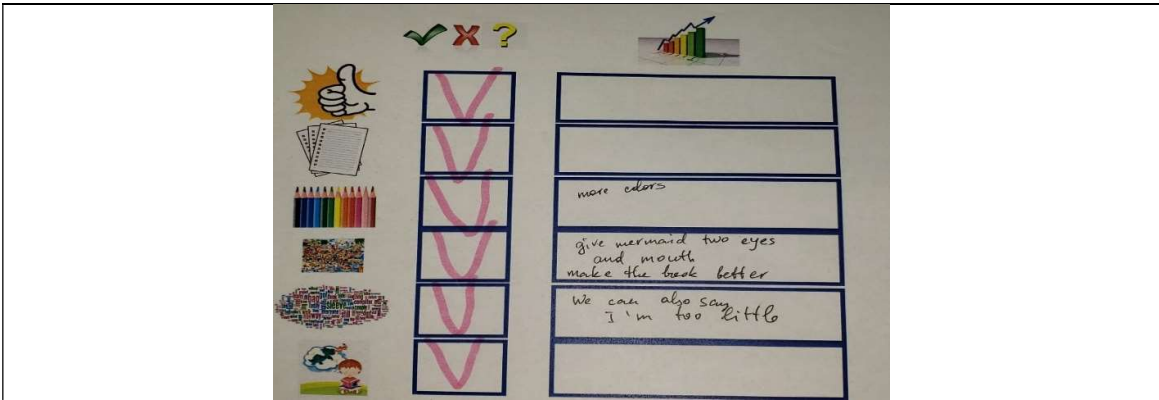 more colors
give mermaid two eyes
and mouth
make the book better
We can also say
I'm too little